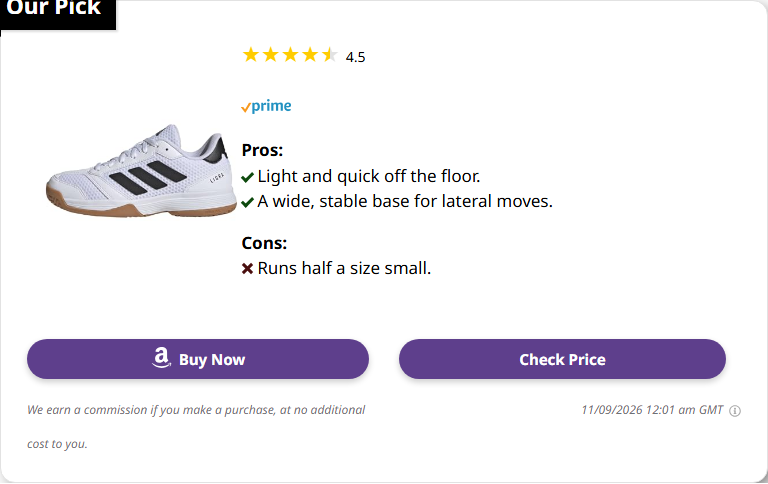 Our Pick
4.5
prime
Pros:
Light and quick off the floor.
A wide, stable base for lateral moves.
LIGRA
Cons:
Runs half a size small.
a Buy Now
Check Price
We earn a commission if you make a purchase, at no additional
cost to you.
11/09/2026 12:01 am GMT